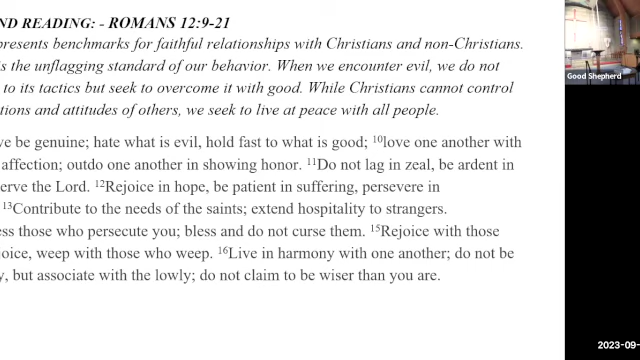 ND READING: - ROMANS 12:9-21
presents benchmarks for faithful relationships with Christians and non-Christians.
is the unflagging standard of our behavior. When we encounter evil, we do not
to its tactics but seek to overcome it with good. While Christians cannot control
tions and attitudes of others, we seek to live at peace with all people.
ve be genuine; hate what is evil, hold fast to what is good; 10love one another with
affection; outdo one another in showing honor. 11Do not lag in zeal, be ardent in
erve the Lord. 12Rejoice in hope, be patient in suffering, persevere in
13Contribute to the needs of the saints; extend hospitality to strangers.
ess those who persecute you; bless and do not curse them. 15Rejoice with those
joice, weep with those who weep. 16Live in harmony with one another; do not be
y, but associate with the lowly; do not claim to be wiser than you are.
Good Shepherd
2023-09-